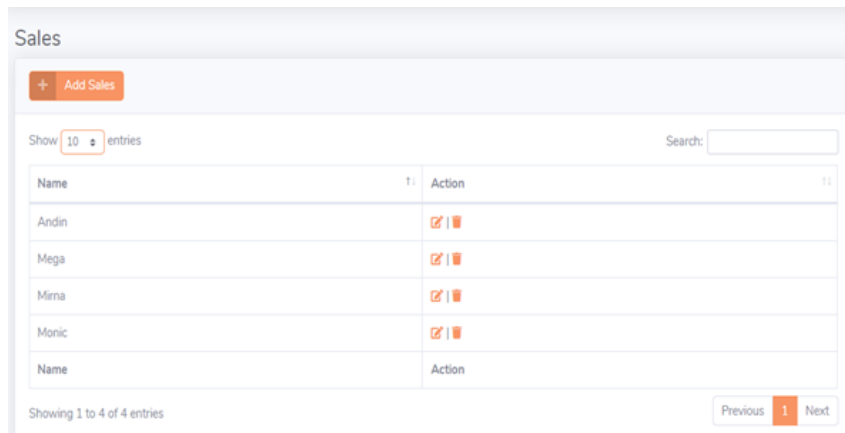 Sales
+ Add Sales
Show 10 entries Search:
Name Action
Andin |
Mega |
Mirna |
Monic |
Name Action
Showing 1 to 4 of 4 entries Previous 1 Next